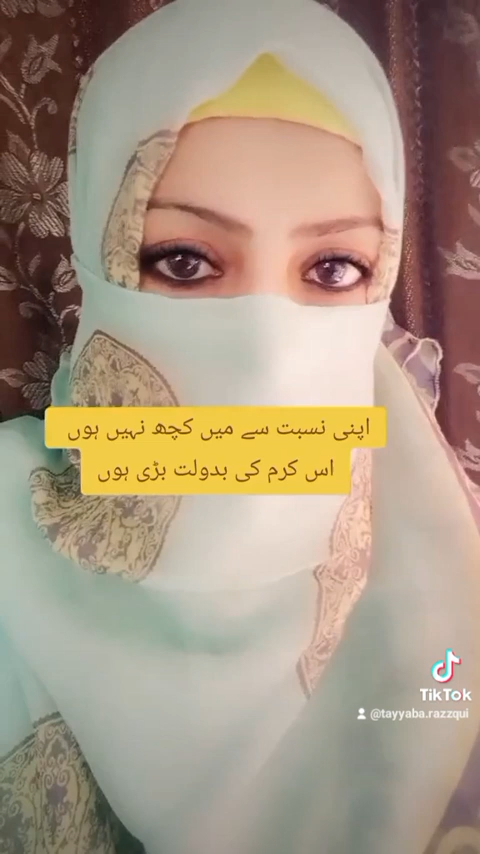 اپنی نسبت سے میں کچھ نہیں ہوں
اس کرم کی بدولت بڑی ہوں
TikTok
@tayyaba.razzqui